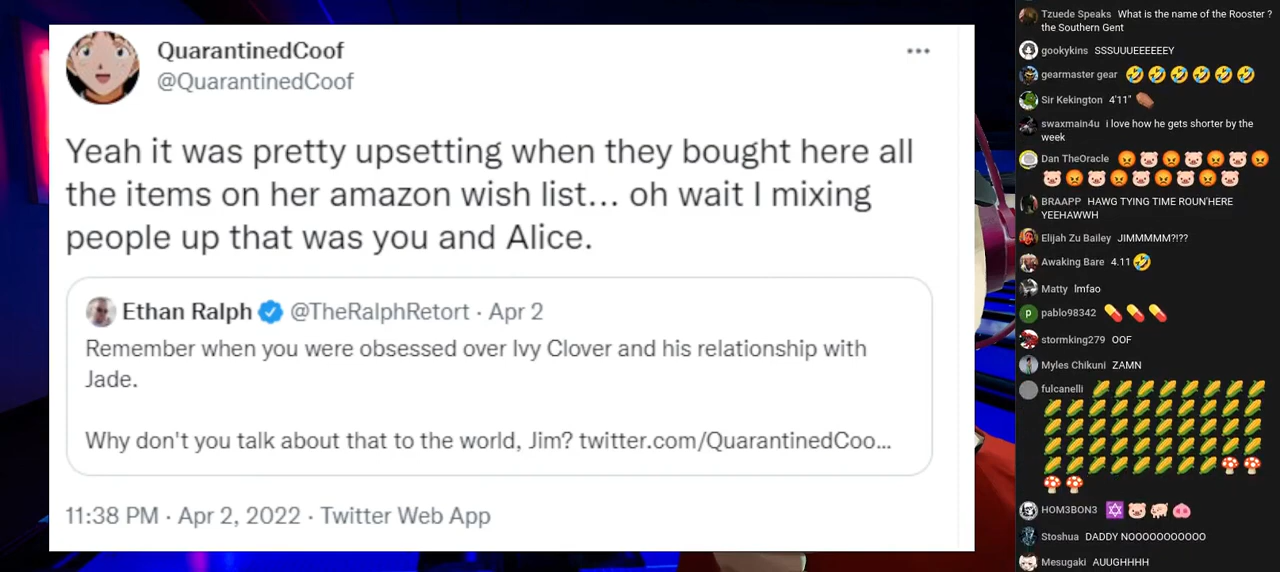 QuarantinedCoof
@QuarantinedCoof
Yeah it was pretty upsetting when they bought here all
the items on her amazon wish list... oh wait I mixing
people up that was you and Alice.
Ethan Ralph @TheRalphRetort · Apr 2
Remember when you were obsessed over Ivy Clover and his relationship with
Jade.
Why don't you talk about that to the world, Jim? twitter.com/QuarantinedCoo...
11:38 PM · Apr 2, 2022 · Twitter Web App
Tzuede Speaks What is the name of the Rooster ?
the Southern Gent
gookykins SSSUUUEEEEEEY
gearmaster gear 🤣🤣🤣🤣🤣🤣
Sir Kekington 4'11" ⚰️
swaxmain4u i love how he gets shorter by the
week
Dan TheOracle 😡🐷😡🐷😡🐷😡
🐷😡🐷😡🐷😡🐷😡🐷
BRAAPP HAWG TYING TIME ROUN'HERE
YEEHAWWH
Elijah Zu Bailey JIMMMMM?!??
Awaking Bare 4.11🤣
Matty lmfao
p
pablo98342 💊💊💊
stormking279 OOF
Myles Chikuni ZAMN
fulcanelli 🌽🌽🌽🌽🌽🌽🌽🌽
🌽🌽🌽🌽🌽🌽🌽🌽🌽🌽
🌽🌽🌽🌽🌽🌽🌽🌽🌽🌽
🌽🌽🌽🌽🌽🌽🌽🌽🌽🌽
🌽🌽🌽🌽🌽🌽🌽🌽🍄🍄
🍄🍄
HOM3BON3 🔯🐷🐖🐽
Stoshua DADDY NOOOOOOOOOOO
Mesugaki AUUGHHHH